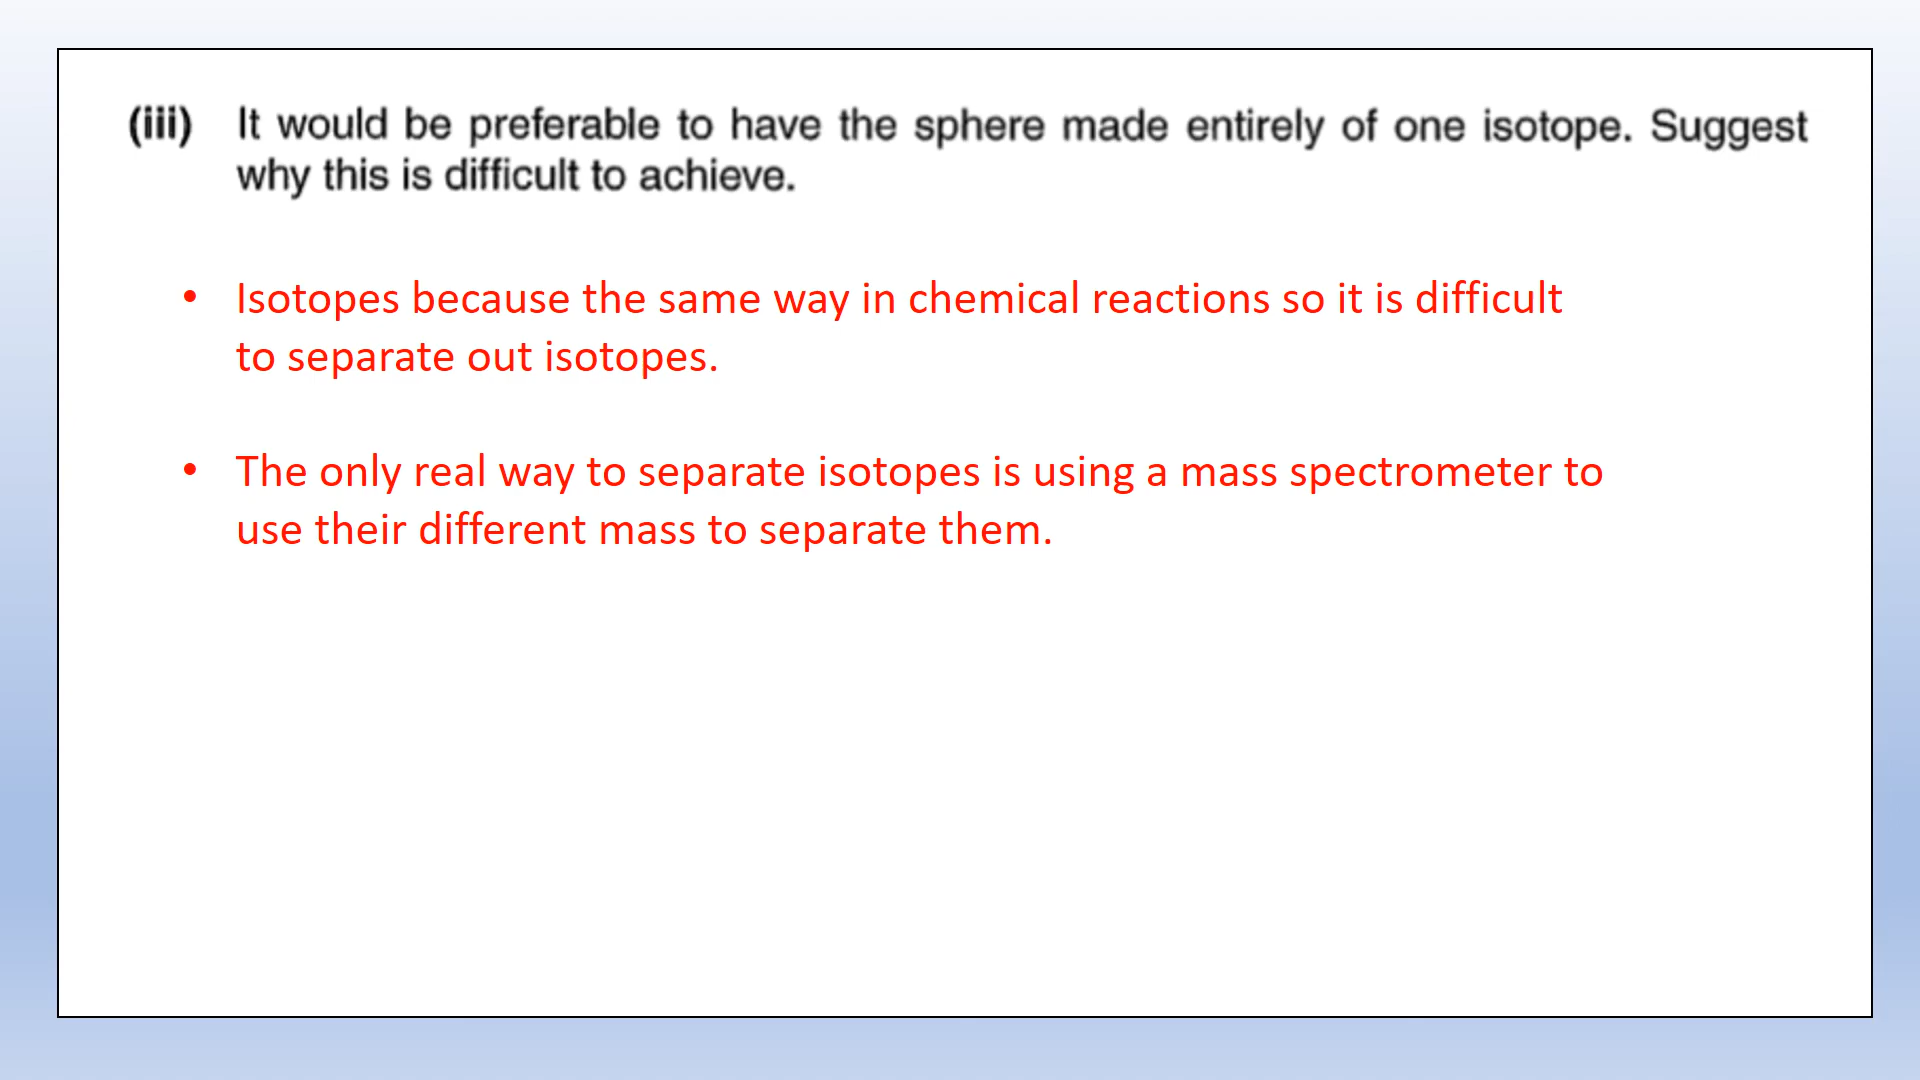 (iii) It would be preferable to have the sphere made entirely of one isotope. Suggest
why this is difficult to achieve.
• Isotopes because the same way in chemical reactions so it is difficult
to separate out isotopes.
• The only real way to separate isotopes is using a mass spectrometer to
use their different mass to separate them.